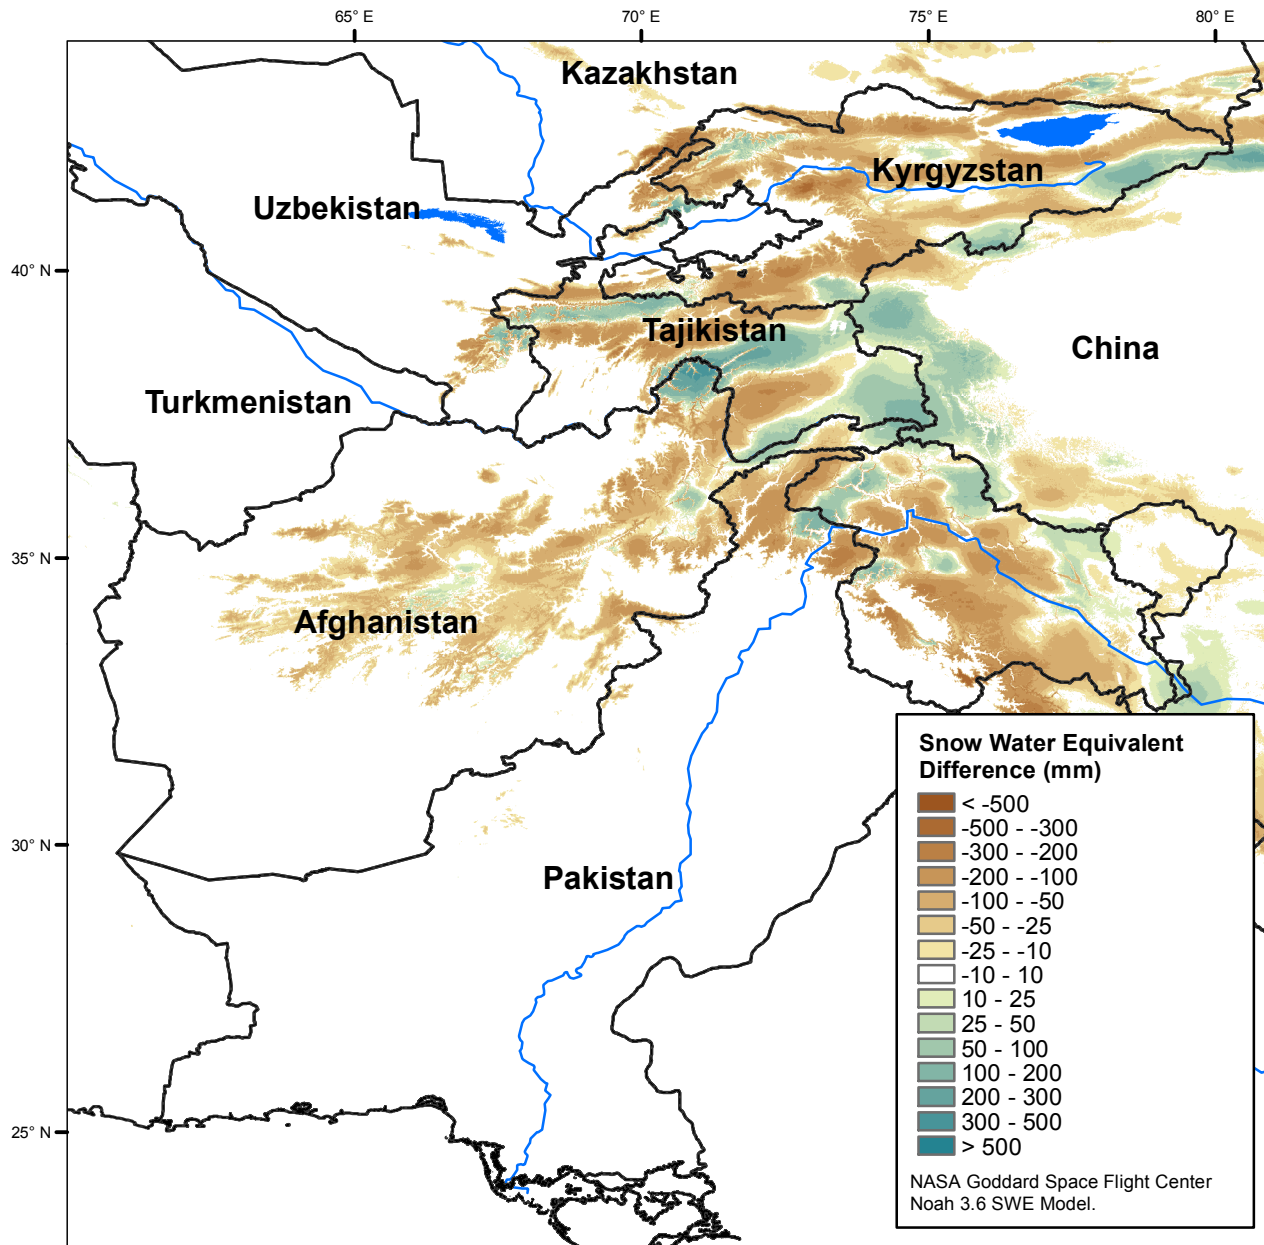 65° E
70° E
75° E
80° E
Kazakhstan
Kyrgyzstan
Uzbekistan
40° N
Tajikistan
China
Turkmenistan
35° N
Afghanistan
Snow Water Equivalent
Difference (mm)
< -500
-500 - -300
-300 - -200
-200 - -100
-100 - -50
-50 - -25
-25 - -10
-10 - 10
10 - 25
25 - 50
50 - 100
100 - 200
200 - 300
300 - 500
> 500
NASA Goddard Space Flight Center
Noah 3.6 SWE Model.
30° N
Pakistan
25° N